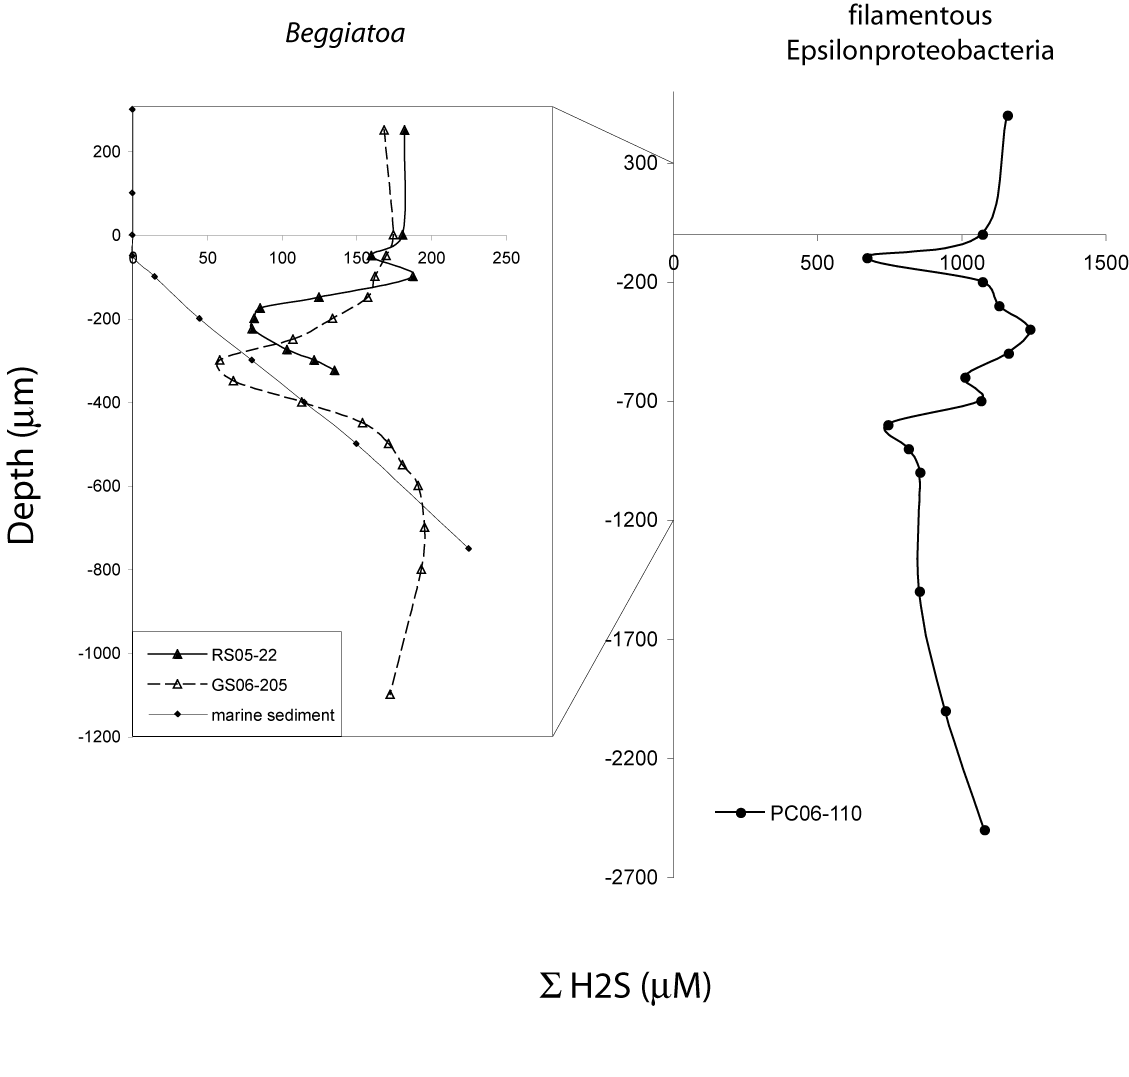 Beggiatoa
filamentous
Epsilonproteobacteria
200
0
-200
-400
-600
-800
-1000
-1200
0
50
100
150
200
250
RS05-22
GS06-205
marine sediment
Depth (μm)
300
-200
-700
-1200
-1700
-2200
-2700
0
500
1000
1500
PC06-110
Σ H2S (μM)